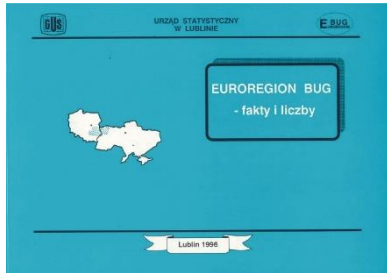 GUS
URZĄD STATYSTYCZNY
W LUBLINIE
E BUG
EUROREGION BUG
- fakty i liczby
Lublin 1996